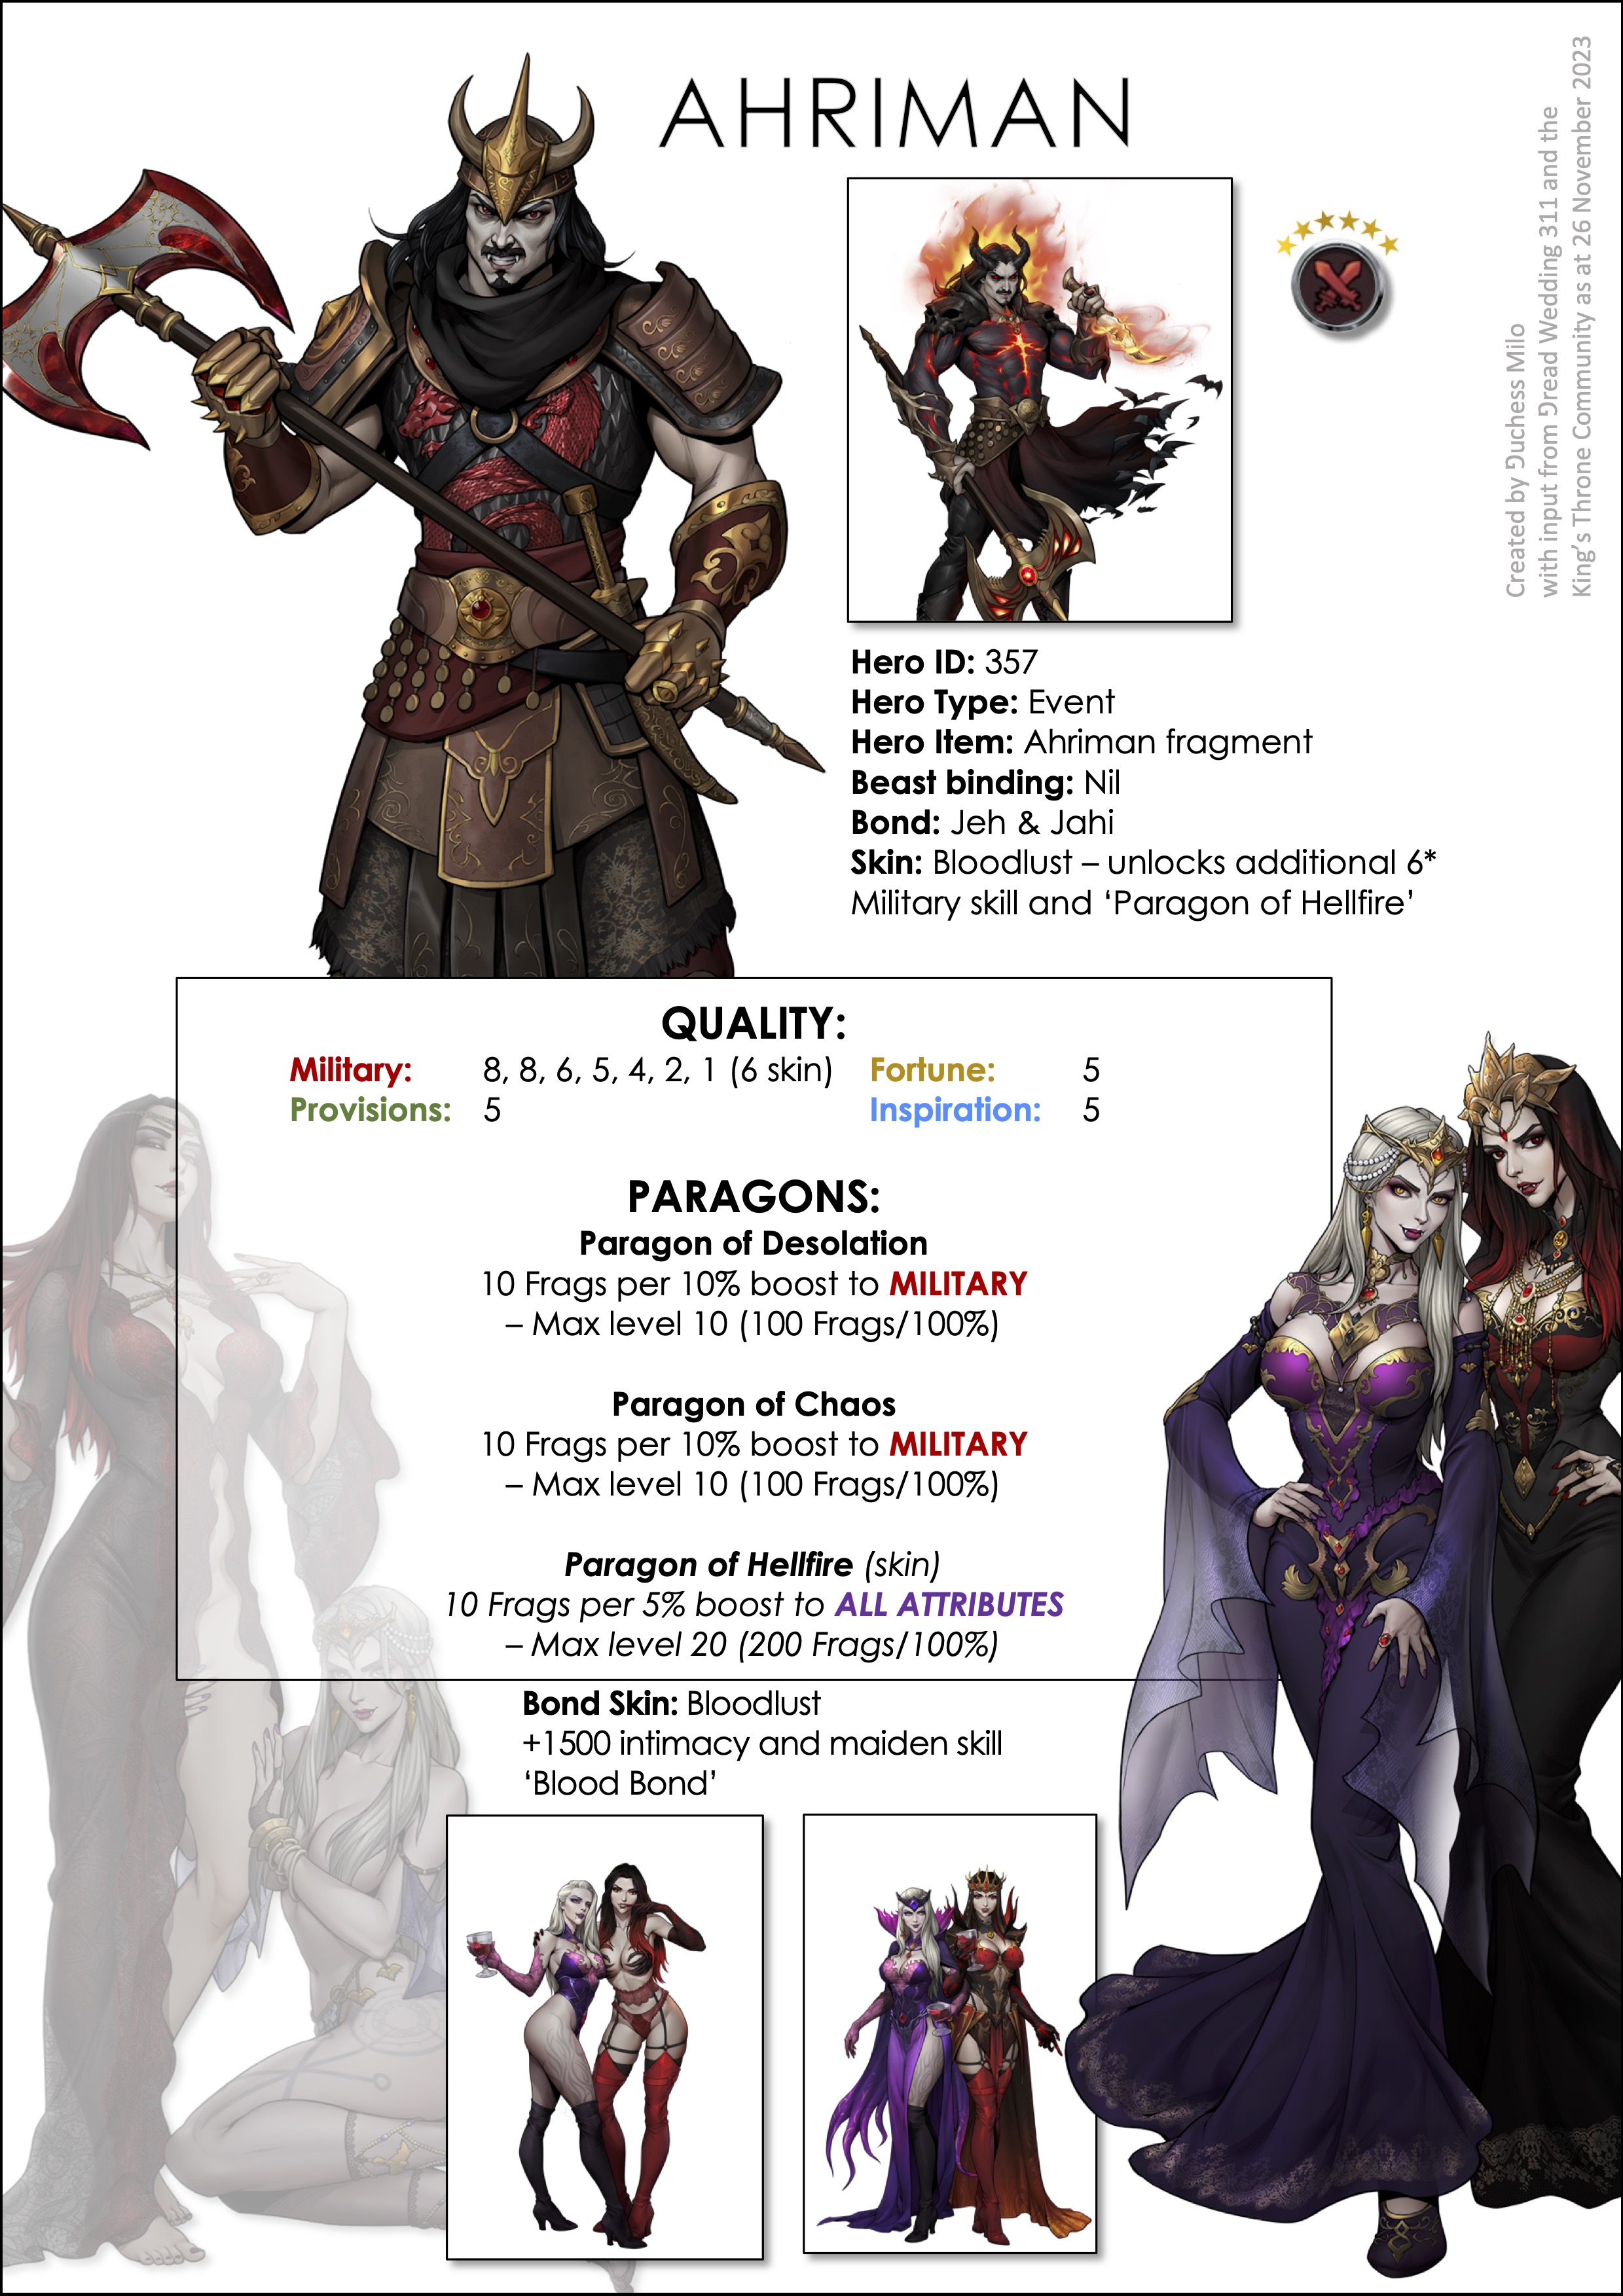 AHRIMAN
Created by Duchess Milo
with input from Dread Wedding 311 and the
King's Throne Community as at 26 November 2023
Hero ID: 357
Hero Type: Event
Hero Item: Ahriman fragment
Beast binding: Nil
Bond: Jeh & Jahi
Skin: Bloodlust – unlocks additional 6*
Military skill and ‘Paragon of Hellfire’
QUALITY:
Military: 8, 8, 6, 5, 4, 2, 1 (6 skin) Fortune: 5
Provisions: 5 Inspiration: 5
PARAGONS:
Paragon of Desolation
10 Frags per 10% boost to MILITARY
– Max level 10 (100 Frags/100%)
Paragon of Chaos
10 Frags per 10% boost to MILITARY
– Max level 10 (100 Frags/100%)
Paragon of Hellfire (skin)
10 Frags per 5% boost to ALL ATTRIBUTES
– Max level 20 (200 Frags/100%)
Bond Skin: Bloodlust
+1500 intimacy and maiden skill
‘Blood Bond’